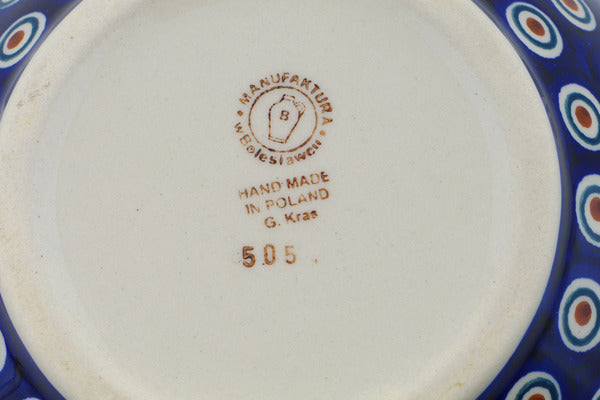 MANUFAKTURA
w Bolesławcu
B
HAND MADE
IN POLAND
G. Kras
505.